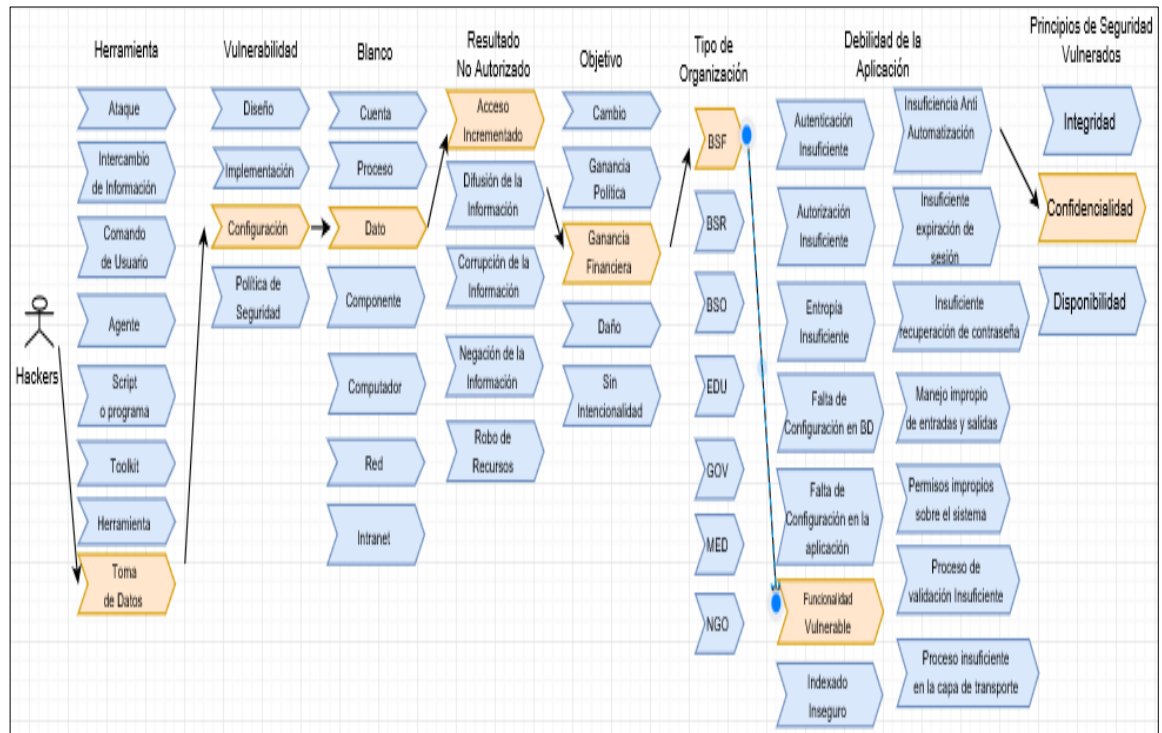 Herramienta
Vulnerabilidad
Blanco
Resultado
No Autorizado
Objetivo
Tipo de
Organización
Debilidad de la
Aplicación
Principios de Seguridad
Vulnerados
Hackers
Ataque
Intercambio
de Información
Comando
de Usuario
Agente
Script
o programa
Toolkit
Herramienta
Toma
de Datos
Diseño
Implementación
Configuración
Política de
Seguridad
Cuenta
Proceso
Dato
Componente
Computador
Red
Intranet
Acceso
Incrementado
Difusión de la
Información
Corrupción de la
Información
Negación de la
Información
Robo de
Recursos
Cambio
Ganancia
Política
Ganancia
Financiera
Daño
Sin
Intencionalidad
BSF
BSR
BSO
EDU
GOV
MED
NGO
Autenticación
Insuficiente
Autorización
Insuficiente
Entropía
Insuficiente
Falta de
Configuración en BD
Falta de
Configuración en la
aplicación
Funcionalidad
Vulnerable
Indexado
Inseguro
Insuficiencia Anti
Automatización
Insuficiente
expiración de
sesión
Insuficiente
recuperación de contraseña
Manejo impropio
de entradas y salidas
Permisos impropios
sobre el sistema
Proceso de
validación Insuficiente
Proceso insuficiente
en la capa de transporte
Integridad
Confidencialidad
Disponibilidad